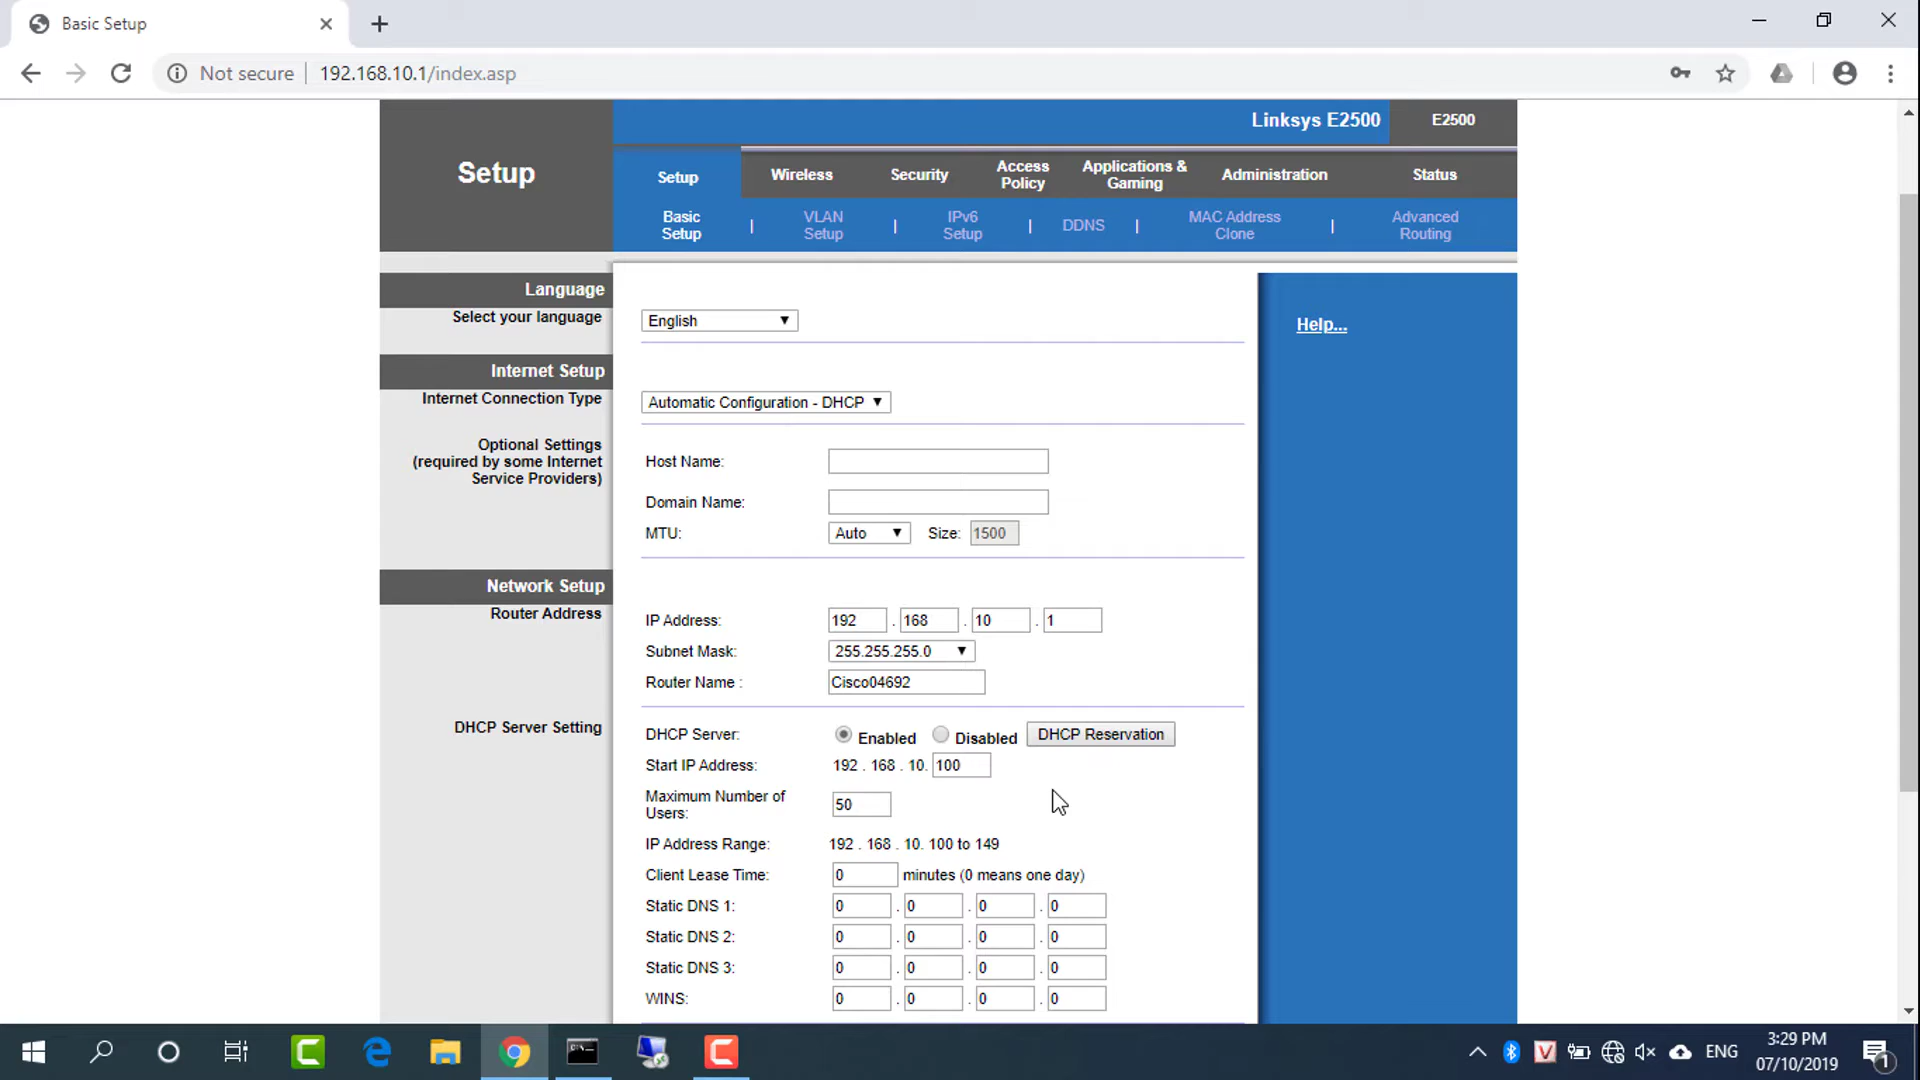 Basic Setup
Not secure
192.168.10.1/index.asp
Linksys E2500
E2500
Setup
Setup
Wireless
Security
Access
Policy
Applications &
Gaming
Administration
Status
Basic
Setup
|
VLAN
Setup
|
IPv6
Setup
|
DDNS
|
MAC Address
Clone
|
Advanced
Routing
Language
Select your language
English
Help...
Internet Setup
Internet Connection Type
Automatic Configuration - DHCP
Optional Settings
(required by some Internet
Service Providers)
Host Name:
Domain Name:
MTU: Auto Size: 1500
Network Setup
Router Address
IP Address: 192 . 168 . 10 . 1
Subnet Mask: 255.255.255.0
Router Name : Cisco04692
DHCP Server Setting
DHCP Server: Enabled Disabled DHCP Reservation
Start IP Address: 192 . 168 . 10. 100
Maximum Number of
Users: 50
IP Address Range: 192 . 168 . 10. 100 to 149
Client Lease Time: 0 minutes (0 means one day)
Static DNS 1: 0 . 0 . 0 . 0
Static DNS 2: 0 . 0 . 0 . 0
Static DNS 3: 0 . 0 . 0 . 0
WINS: 0 . 0 . 0 . 0
ENG
3:29 PM
07/10/2019
1